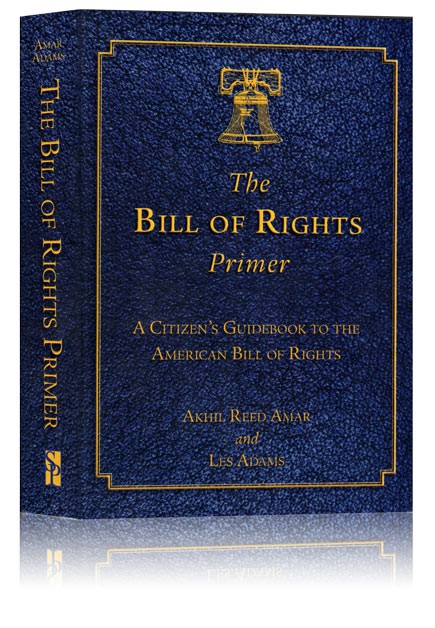 AMAR
ADAMS
THE BILL OF RIGHTS PRIMER
The
BILL OF RIGHTS
Primer
A CITIZEN'S GUIDEBOOK TO THE
AMERICAN BILL OF RIGHTS
AKHIL REED AMAR
and
LES ADAMS